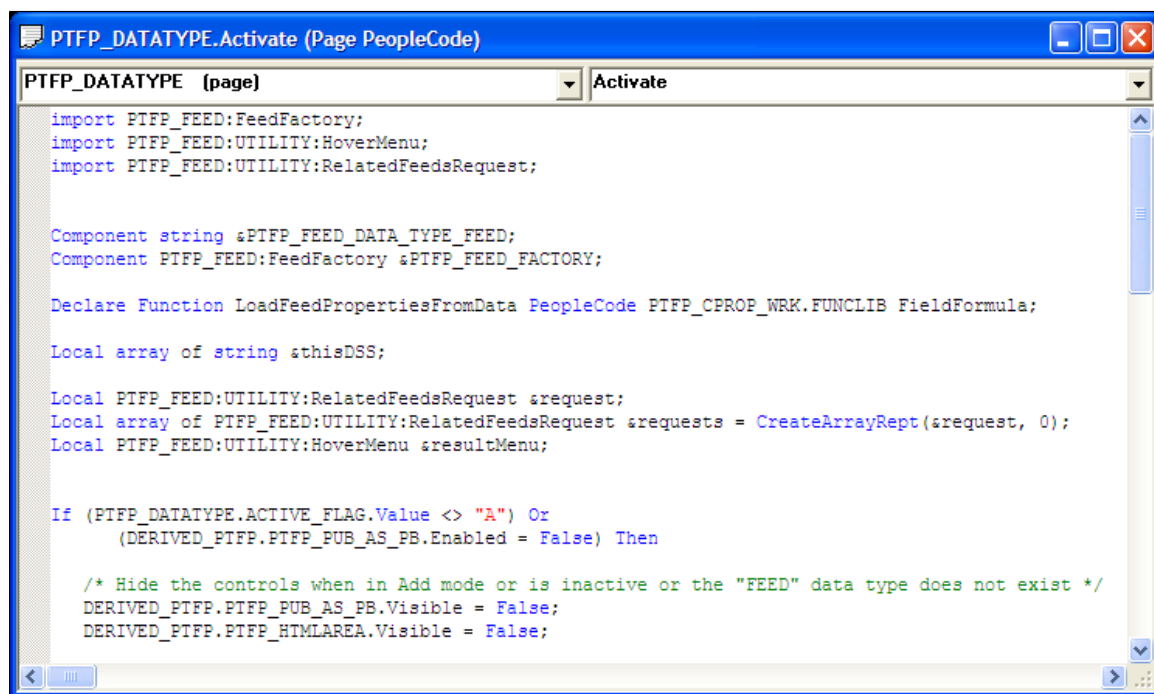 PTFP_DATATYPE.Activate (Page PeopleCode)
PTFP_DATATYPE (page) Activate
import PTFP_FEED:FeedFactory;
import PTFP_FEED:UTILITY:HoverMenu;
import PTFP_FEED:UTILITY:RelatedFeedsRequest;
Component string &PTFP_FEED_DATA_TYPE_FEED;
Component PTFP_FEED:FeedFactory &PTFP_FEED_FACTORY;
Declare Function LoadFeedPropertiesFromData PeopleCode PTFP_CPROP_WRK.FUNCLIB FieldFormula;
Local array of string &thisDSS;
Local PTFP_FEED:UTILITY:RelatedFeedsRequest &request;
Local array of PTFP_FEED:UTILITY:RelatedFeedsRequest &requests = CreateArrayRept(&request, 0);
Local PTFP_FEED:UTILITY:HoverMenu &resultMenu;
If (PTFP_DATATYPE.ACTIVE_FLAG.Value <> "A") Or
(DERIVED_PTFP.PTFP_PUB_AS_PB.Enabled = False) Then
/* Hide the controls when in Add mode or is inactive or the "FEED" data type does not exist */
DERIVED_PTFP.PTFP_PUB_AS_PB.Visible = False;
DERIVED_PTFP.PTFP_HTMLAREA.Visible = False;